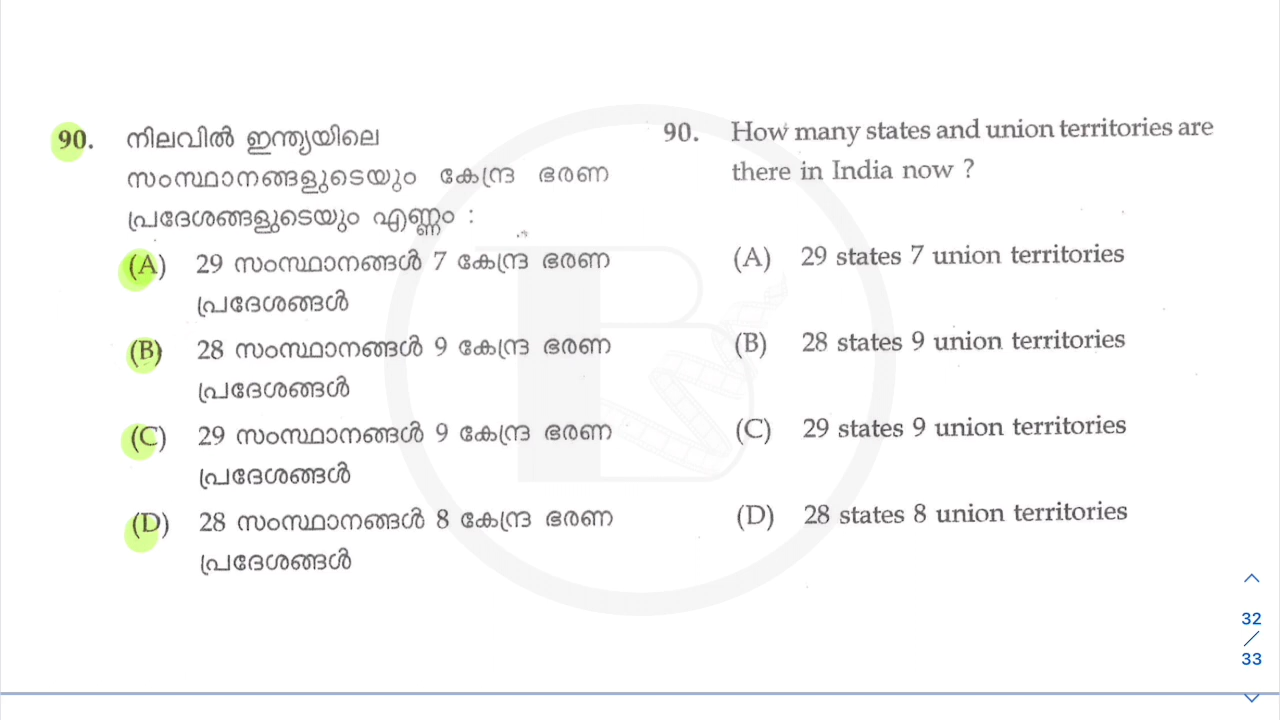 90. നിലവിൽ ഇന്ത്യയിലെ
സംസ്ഥാനങ്ങളുടെയും കേന്ദ്ര ഭരണ
പ്രദേശങ്ങളുടെയും എണ്ണം :
(A) 29 സംസ്ഥാനങ്ങൾ 7 കേന്ദ്ര ഭരണ
പ്രദേശങ്ങൾ
(B) 28 സംസ്ഥാനങ്ങൾ 9 കേന്ദ്ര ഭരണ
പ്രദേശങ്ങൾ
(C) 29 സംസ്ഥാനങ്ങൾ 9 കേന്ദ്ര ഭരണ
പ്രദേശങ്ങൾ
(D) 28 സംസ്ഥാനങ്ങൾ 8 കേന്ദ്ര ഭരണ
പ്രദേശങ്ങൾ
90. How many states and union territories are
there in India now ?
(A) 29 states 7 union territories
(B) 28 states 9 union territories
(C) 29 states 9 union territories
(D) 28 states 8 union territories
32
/
33